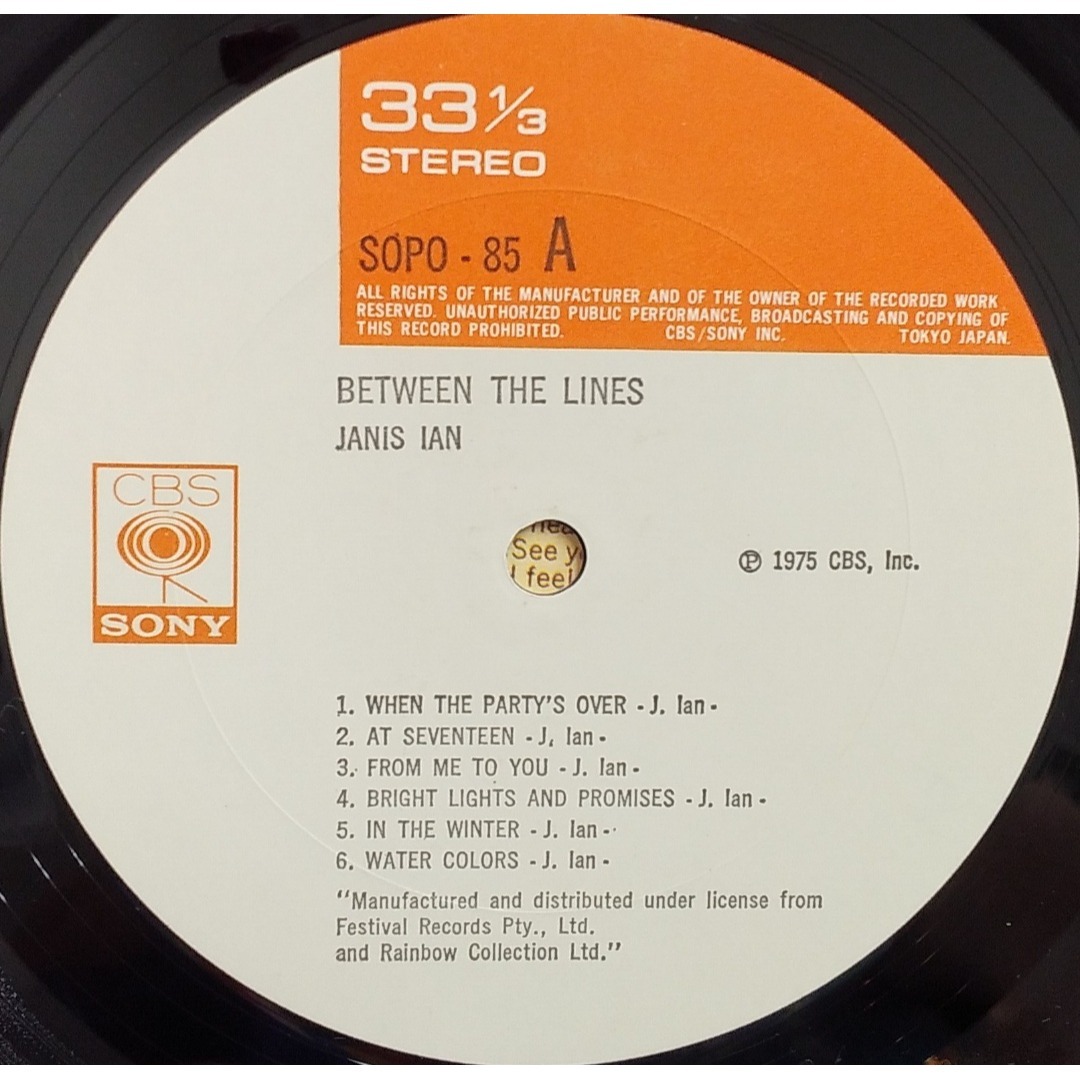 33 1/3
STEREO
SOPO - 85 A
ALL RIGHTS OF THE MANUFACTURER AND OF THE OWNER OF THE RECORDED WORK
RESERVED. UNAUTHORIZED PUBLIC PERFORMANCE, BROADCASTING AND COPYING OF
THIS RECORD PROHIBITED. CBS/SONY INC. TOKYO JAPAN.
BETWEEN THE LINES
JANIS IAN
CBS
SONY
See y
I feel
℗ 1975 CBS, Inc.
1. WHEN THE PARTY'S OVER - J. Ian -
2. AT SEVENTEEN - J. Ian -
3. FROM ME TO YOU - J. Ian -
4. BRIGHT LIGHTS AND PROMISES - J. Ian -
5. IN THE WINTER - J. Ian -
6. WATER COLORS - J. Ian -
"Manufactured and distributed under license from
Festival Records Pty., Ltd.
and Rainbow Collection Ltd."